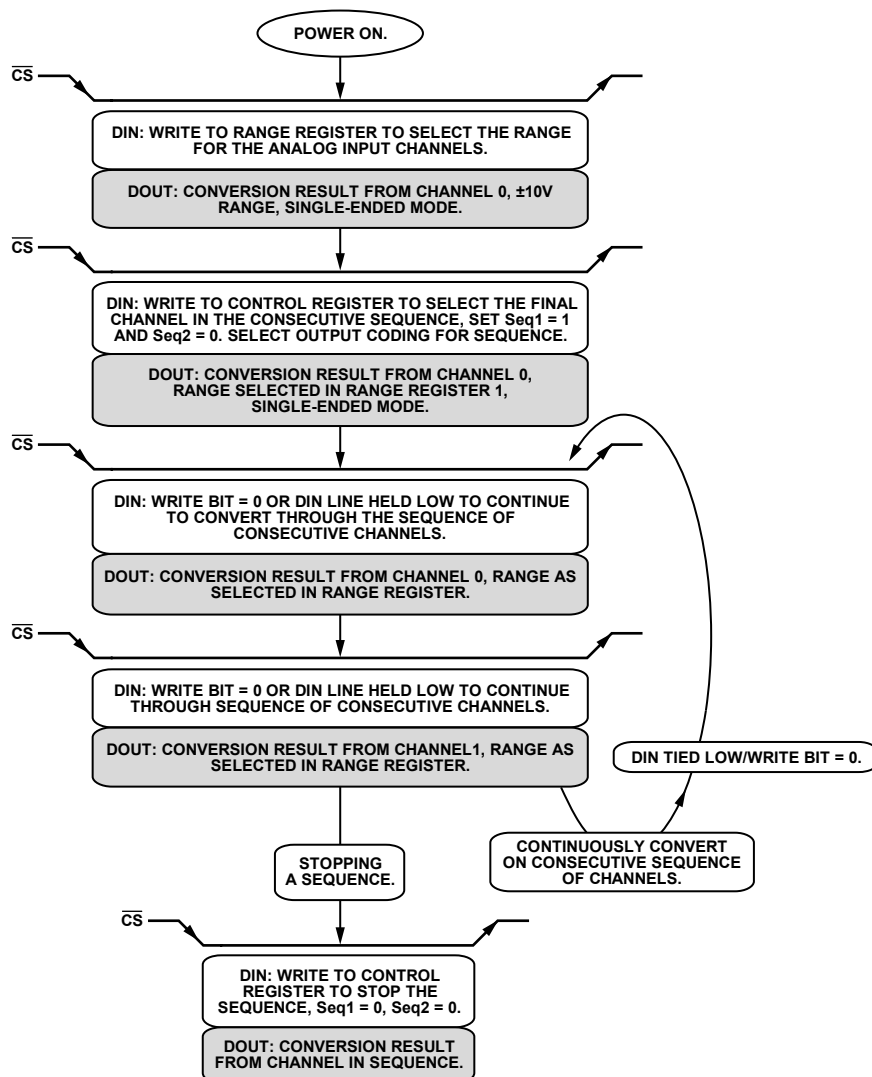 POWER ON.
CS
DIN: WRITE TO RANGE REGISTER TO SELECT THE RANGE
FOR THE ANALOG INPUT CHANNELS.
DOUT: CONVERSION RESULT FROM CHANNEL 0, ±10V
RANGE, SINGLE-ENDED MODE.
CS
DIN: WRITE TO CONTROL REGISTER TO SELECT THE FINAL
CHANNEL IN THE CONSECUTIVE SEQUENCE, SET Seq1 = 1
AND Seq2 = 0. SELECT OUTPUT CODING FOR SEQUENCE.
DOUT: CONVERSION RESULT FROM CHANNEL 0,
RANGE SELECTED IN RANGE REGISTER 1,
SINGLE-ENDED MODE.
CS
DIN: WRITE BIT = 0 OR DIN LINE HELD LOW TO CONTINUE
TO CONVERT THROUGH THE SEQUENCE OF
CONSECUTIVE CHANNELS.
DOUT: CONVERSION RESULT FROM CHANNEL 0, RANGE AS
SELECTED IN RANGE REGISTER.
CS
DIN: WRITE BIT = 0 OR DIN LINE HELD LOW TO CONTINUE
THROUGH SEQUENCE OF CONSECUTIVE CHANNELS.
DOUT: CONVERSION RESULT FROM CHANNEL1, RANGE AS
SELECTED IN RANGE REGISTER.
DIN TIED LOW/WRITE BIT = 0.
STOPPING
A SEQUENCE.
CONTINUOUSLY CONVERT
ON CONSECUTIVE SEQUENCE
OF CHANNELS.
CS
DIN: WRITE TO CONTROL
REGISTER TO STOP THE
SEQUENCE, Seq1 = 0, Seq2 = 0.
DOUT: CONVERSION RESULT
FROM CHANNEL IN SEQUENCE.